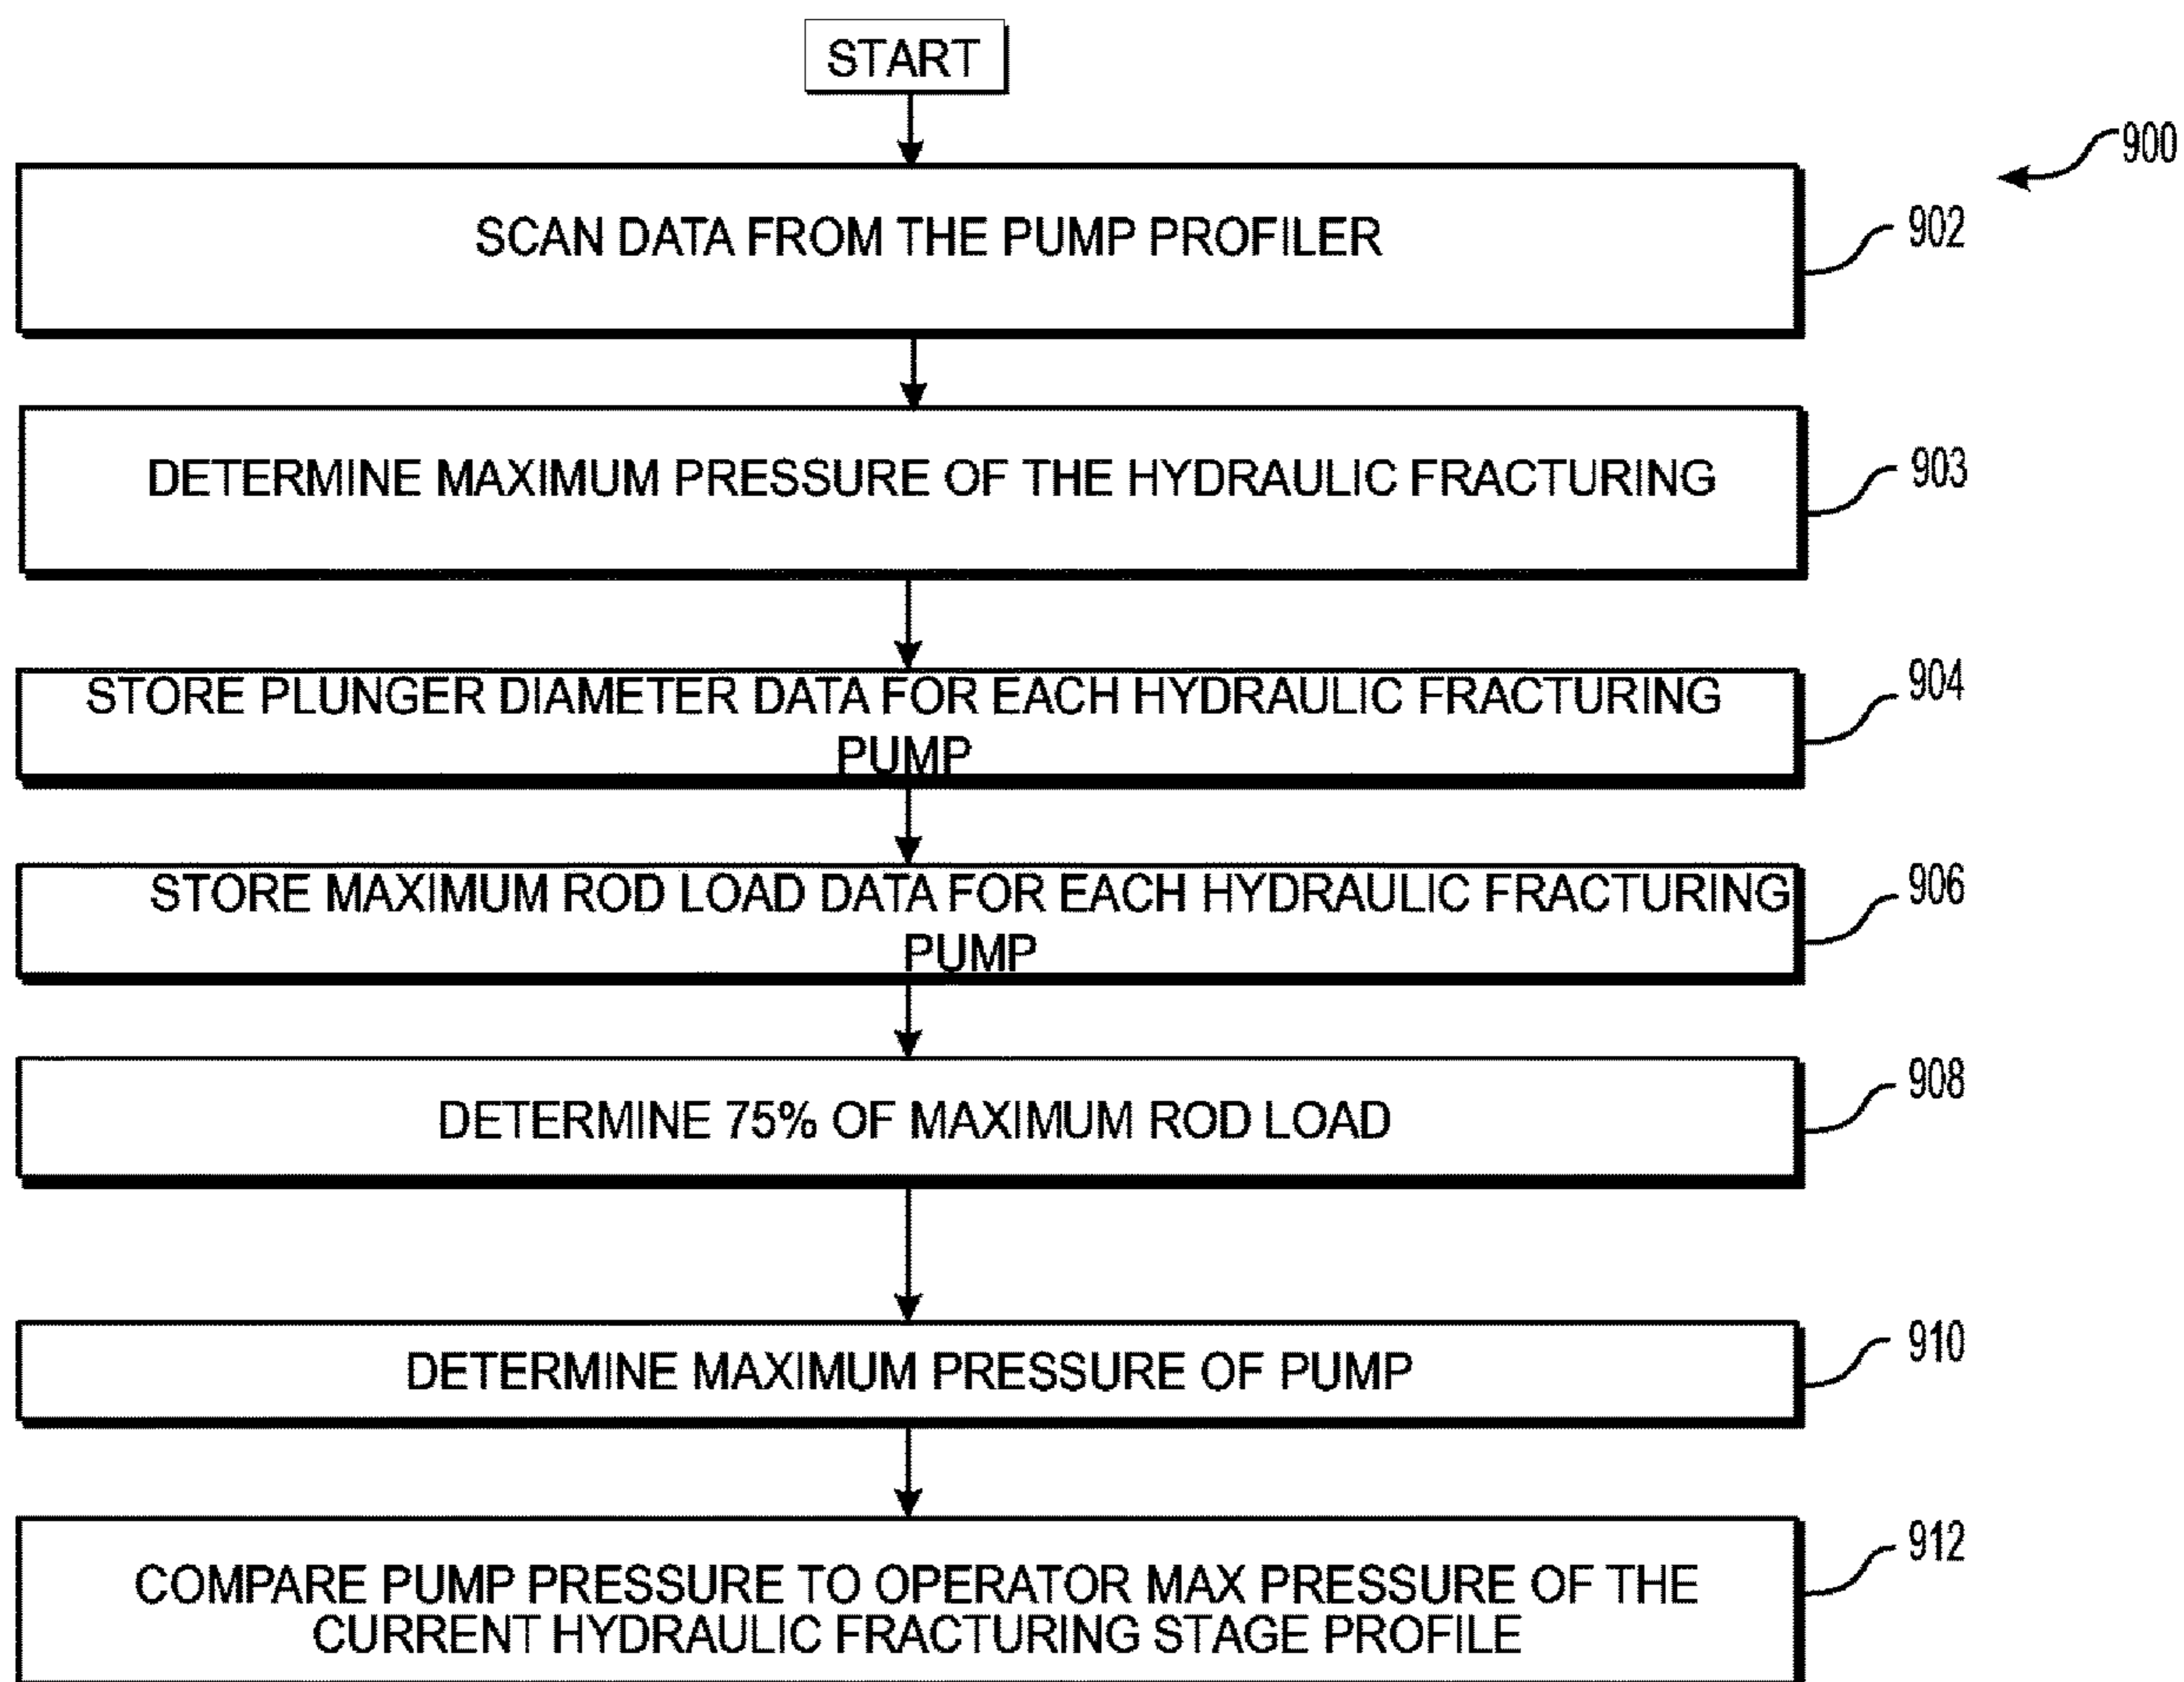 START
900
SCAN DATA FROM THE PUMP PROFILER
902
DETERMINE MAXIMUM PRESSURE OF THE HYDRAULIC FRACTURING
903
STORE PLUNGER DIAMETER DATA FOR EACH HYDRAULIC FRACTURING
PUMP
904
STORE MAXIMUM ROD LOAD DATA FOR EACH HYDRAULIC FRACTURING
PUMP
906
DETERMINE 75% OF MAXIMUM ROD LOAD
908
DETERMINE MAXIMUM PRESSURE OF PUMP
910
COMPARE PUMP PRESSURE TO OPERATOR MAX PRESSURE OF THE
CURRENT HYDRAULIC FRACTURING STAGE PROFILE
912